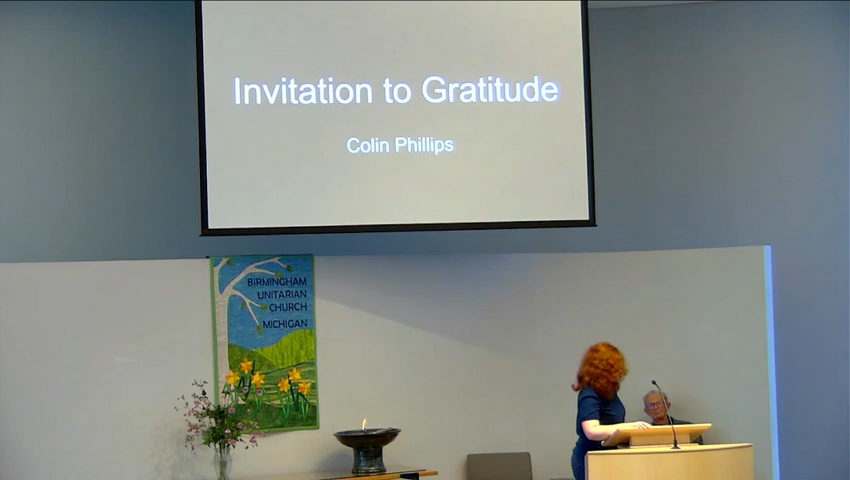 Invitation to Gratitude
Colin Phillips
BIRMINGHAM
UNITARIAN
CHURCH
MICHIGAN